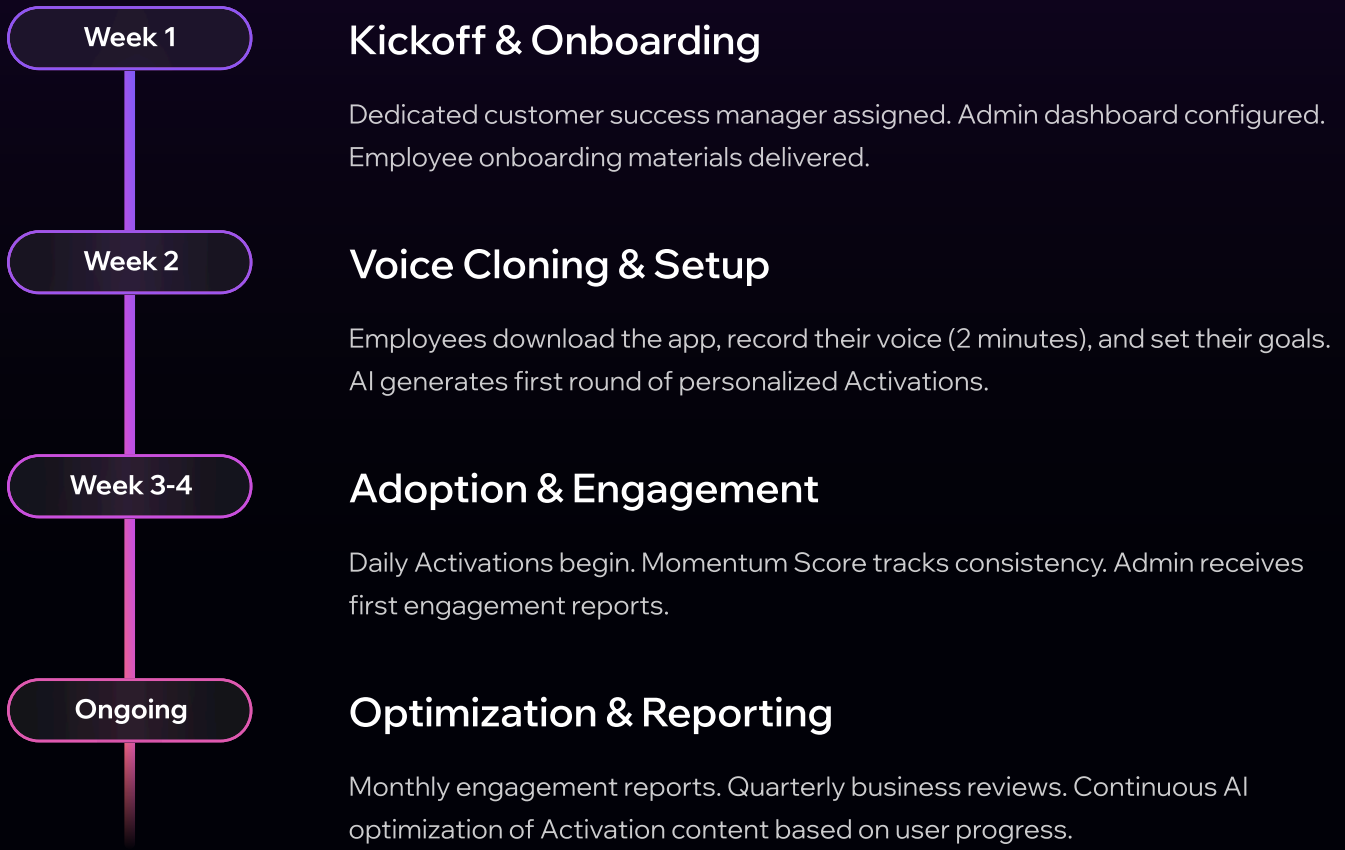 Week 1
Kickoff & Onboarding
Dedicated customer success manager assigned. Admin dashboard configured.
Employee onboarding materials delivered.
Week 2
Voice Cloning & Setup
Employees download the app, record their voice (2 minutes), and set their goals.
AI generates first round of personalized Activations.
Week 3-4
Adoption & Engagement
Daily Activations begin. Momentum Score tracks consistency. Admin receives
first engagement reports.
Ongoing
Optimization & Reporting
Monthly engagement reports. Quarterly business reviews. Continuous AI
optimization of Activation content based on user progress.